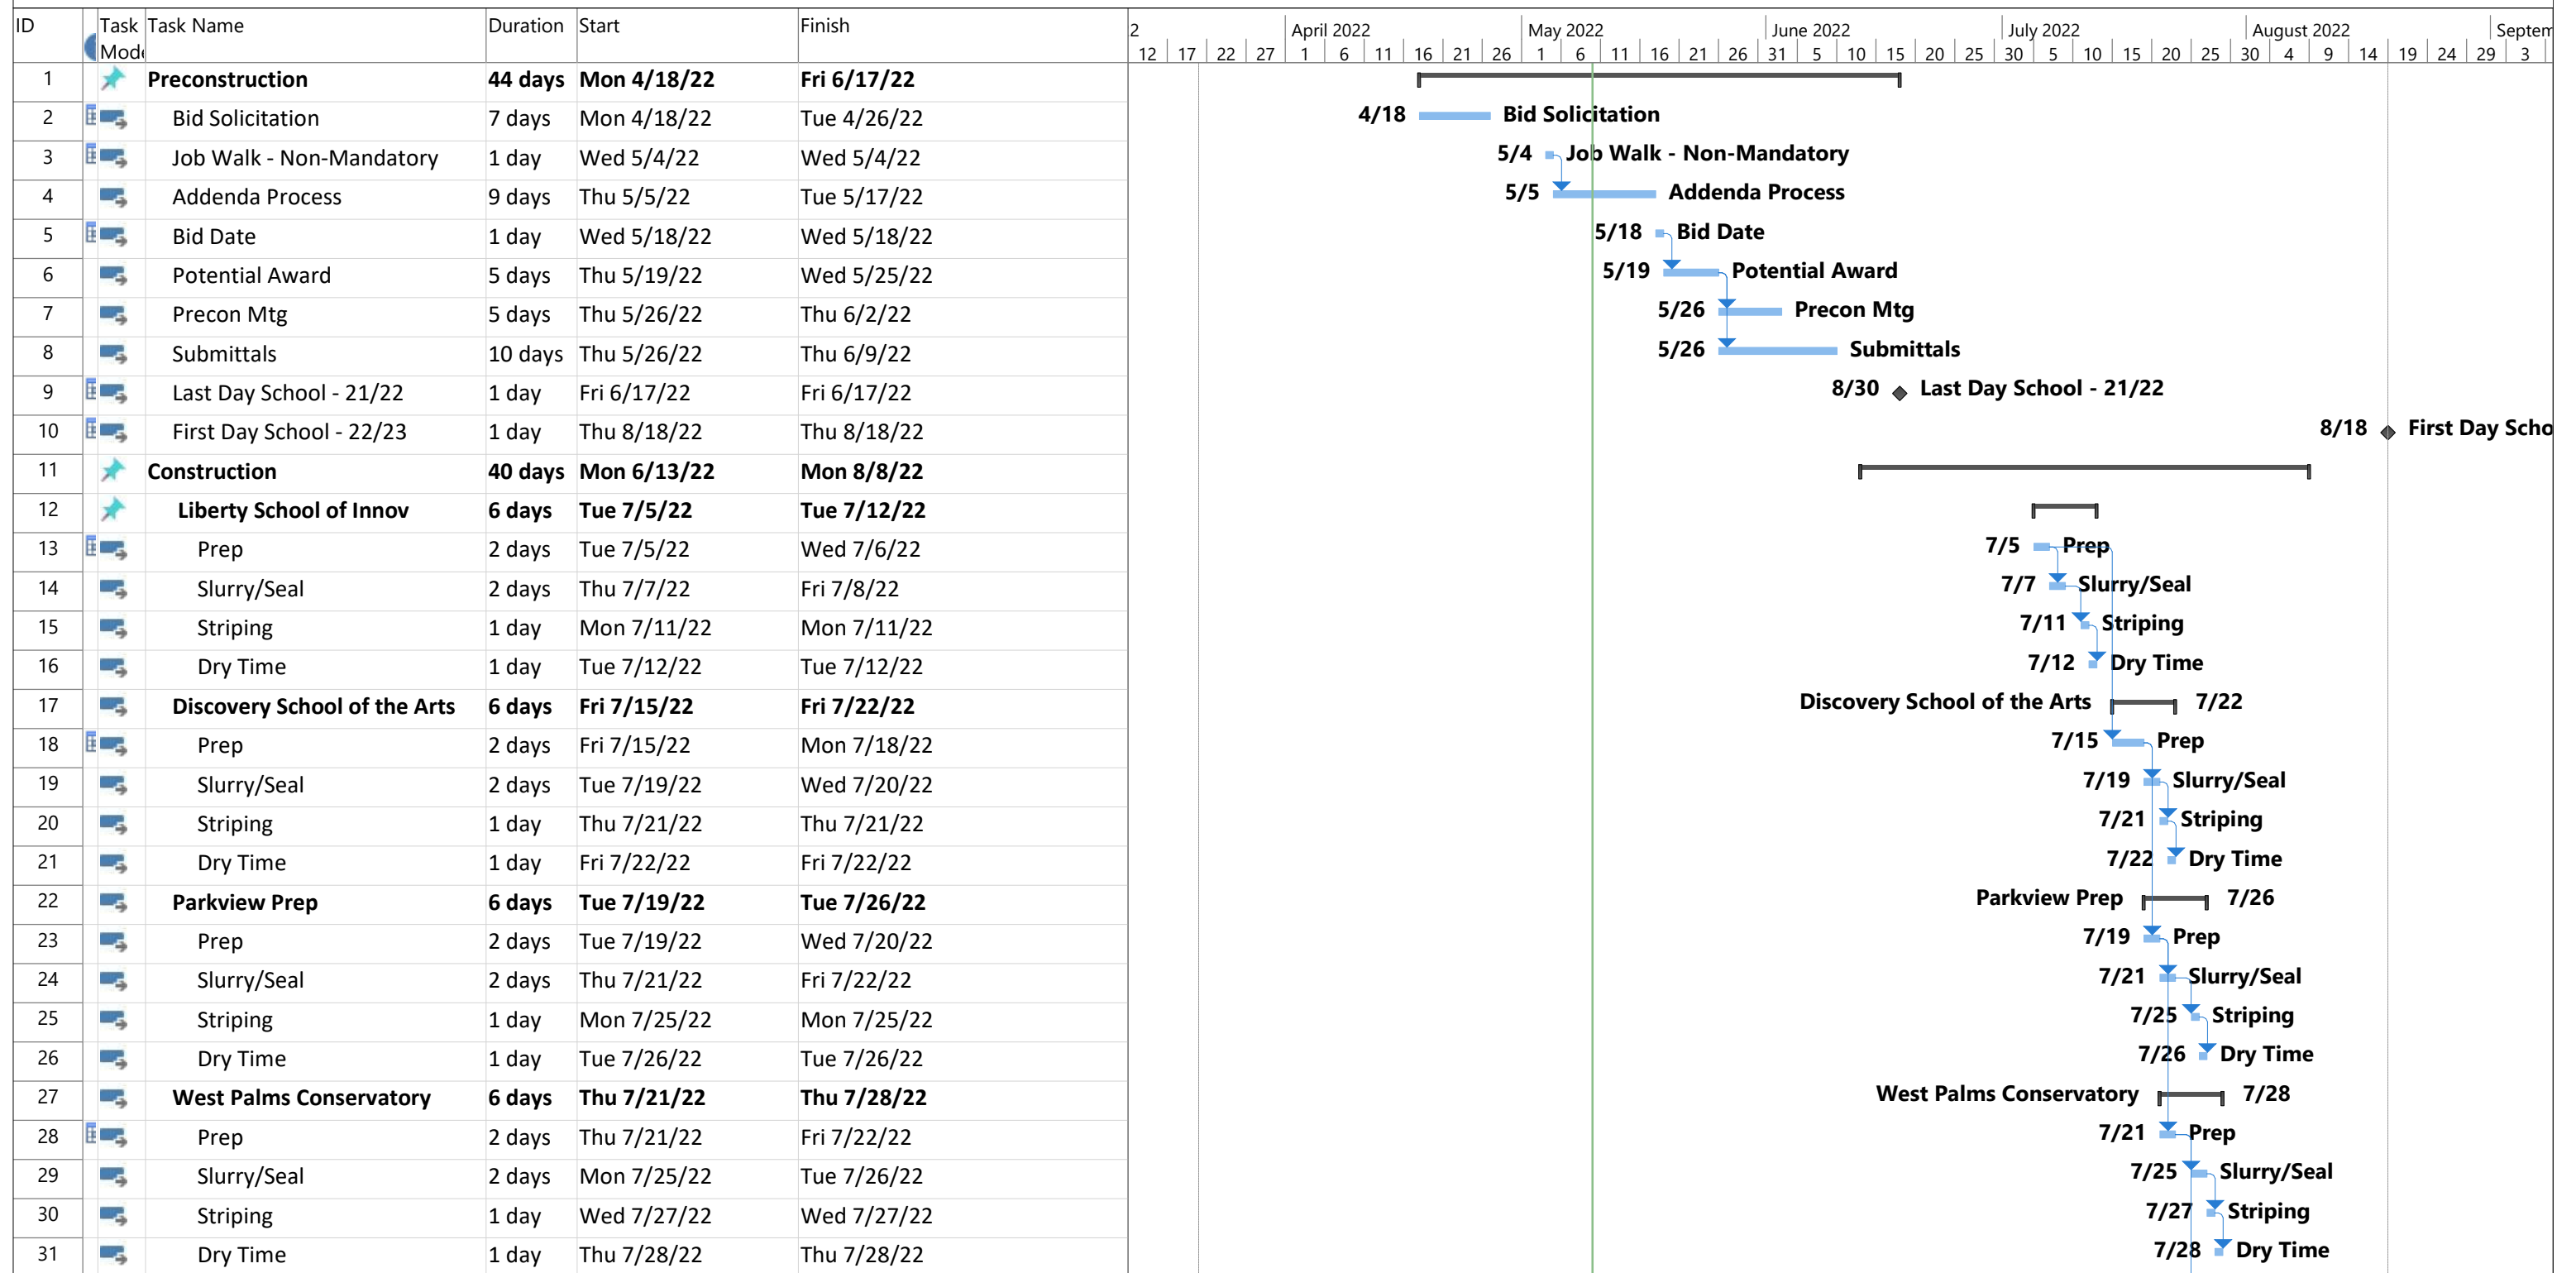 ID Task Mode Task Name Duration Start Finish
2 April 2022 May 2022 June 2022 July 2022 August 2022 Septem
12 17 22 27 1 6 11 16 21 26 1 6 11 16 21 26 31 5 10 15 20 25 30 5 10 15 20 25 30 4 9 14 19 24 29 3
1 Preconstruction 44 days Mon 4/18/22 Fri 6/17/22
2 Bid Solicitation 7 days Mon 4/18/22 Tue 4/26/22 4/18 Bid Solicitation
3 Job Walk - Non-Mandatory 1 day Wed 5/4/22 Wed 5/4/22 5/4 Job Walk - Non-Mandatory
4 Addenda Process 9 days Thu 5/5/22 Tue 5/17/22 5/5 Addenda Process
5 Bid Date 1 day Wed 5/18/22 Wed 5/18/22 5/18 Bid Date
6 Potential Award 5 days Thu 5/19/22 Wed 5/25/22 5/19 Potential Award
7 Precon Mtg 5 days Thu 5/26/22 Thu 6/2/22 5/26 Precon Mtg
8 Submittals 10 days Thu 5/26/22 Thu 6/9/22 5/26 Submittals
9 Last Day School - 21/22 1 day Fri 6/17/22 Fri 6/17/22 8/30 Last Day School - 21/22
10 First Day School - 22/23 1 day Thu 8/18/22 Thu 8/18/22 8/18 First Day Scho
11 Construction 40 days Mon 6/13/22 Mon 8/8/22
12 Liberty School of Innov 6 days Tue 7/5/22 Tue 7/12/22
13 Prep 2 days Tue 7/5/22 Wed 7/6/22 7/5 Prep
14 Slurry/Seal 2 days Thu 7/7/22 Fri 7/8/22 7/7 Slurry/Seal
15 Striping 1 day Mon 7/11/22 Mon 7/11/22 7/11 Striping
16 Dry Time 1 day Tue 7/12/22 Tue 7/12/22 7/12 Dry Time
17 Discovery School of the Arts 6 days Fri 7/15/22 Fri 7/22/22 Discovery School of the Arts 7/22
18 Prep 2 days Fri 7/15/22 Mon 7/18/22 7/15 Prep
19 Slurry/Seal 2 days Tue 7/19/22 Wed 7/20/22 7/19 Slurry/Seal
20 Striping 1 day Thu 7/21/22 Thu 7/21/22 7/21 Striping
21 Dry Time 1 day Fri 7/22/22 Fri 7/22/22 7/22 Dry Time
22 Parkview Prep 6 days Tue 7/19/22 Tue 7/26/22 Parkview Prep 7/26
23 Prep 2 days Tue 7/19/22 Wed 7/20/22 7/19 Prep
24 Slurry/Seal 2 days Thu 7/21/22 Fri 7/22/22 7/21 Slurry/Seal
25 Striping 1 day Mon 7/25/22 Mon 7/25/22 7/25 Striping
26 Dry Time 1 day Tue 7/26/22 Tue 7/26/22 7/26 Dry Time
27 West Palms Conservatory 6 days Thu 7/21/22 Thu 7/28/22 West Palms Conservatory 7/28
28 Prep 2 days Thu 7/21/22 Fri 7/22/22 7/21 Prep
29 Slurry/Seal 2 days Mon 7/25/22 Tue 7/26/22 7/25 Slurry/Seal
30 Striping 1 day Wed 7/27/22 Wed 7/27/22 7/27 Striping
31 Dry Time 1 day Thu 7/28/22 Thu 7/28/22 7/28 Dry Time